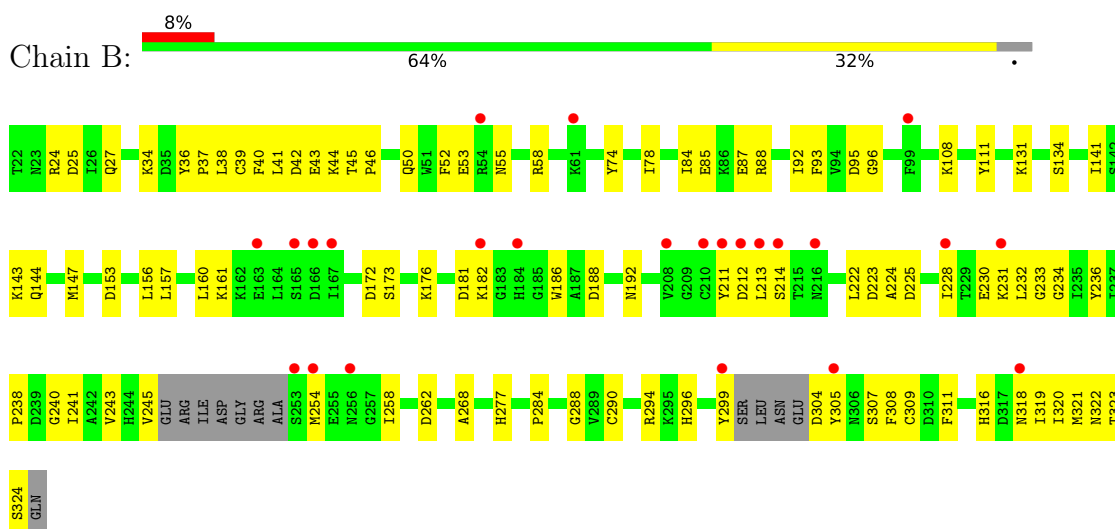 8%
Chain B:
64% 32% •
T22 N23 R24 D25 I26 Q27 K34 D35 Y36 P37 L38 C39 F40 L41 D42 E43 K44 T45 P46 Q50 W51 F52 E53 R54 N55 R58 K61 Y74 I78 I84 E85 K86 E87 R88 I92 F93 V94 D95 G96 F99 K108 Y111 K131 S134 I141 S142
K143 Q144 M147 D153 L156 L157 L160 K161 K162 E163 L164 S165 D166 I167 D172 S173 K176 D181 K182 G183 H184 G185 W186 A187 D188 N192 V208 G209 C210 Y211 D212 L213 S214 T215 N216 L222 D223 A224 D225 I228 T229 E230 K231 L232 G233 G234 I235 Y236 I237
P238 D239 G240 I241 A242 V243 H244 V245 GLU ARG ILE ASP GLY ARG ALA S253 M254 E255 N256 G257 I258 D262 A268 H277 P284 G288 V289 C290 R294 K295 H296 Y299 SER LEU ASN GLU D304 Y305 N306 S307 F308 C309 D310 F311 H316 D317 N318 I319 I320 M321 N322 T323
S324 GLN